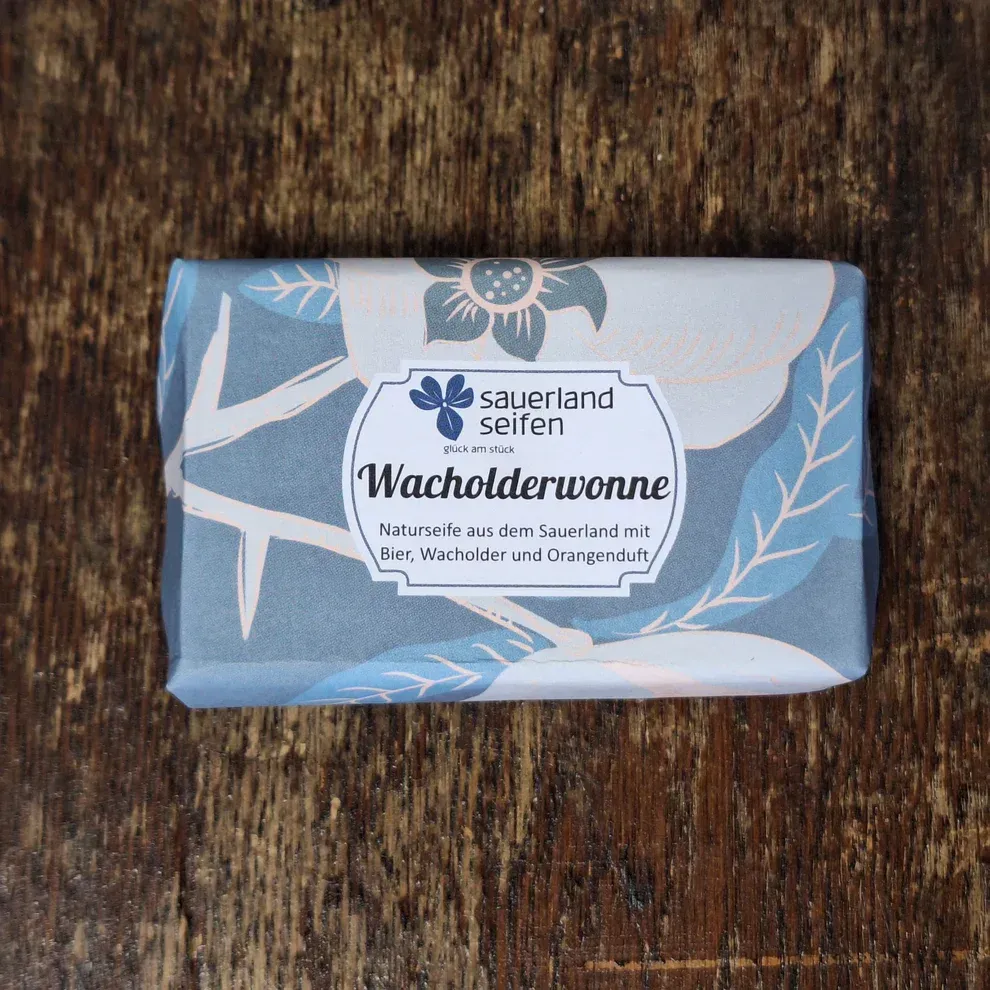 sauerland
seifen
glück am stück
Wacholderwonne
Naturseife aus dem Sauerland mit
Bier, Wacholder und Orangenduft